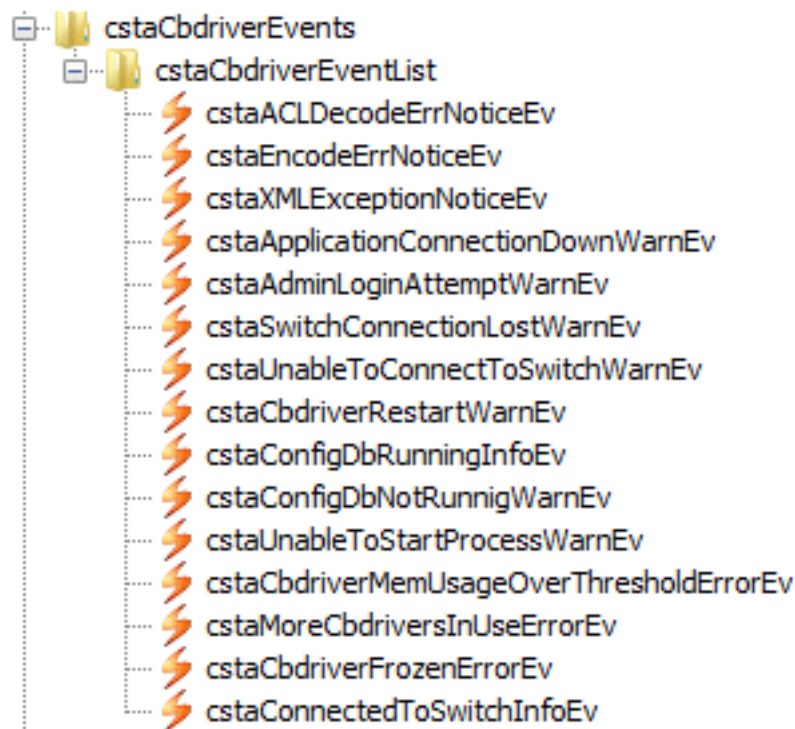 cstaCbdriverEvents
cstaCbdriverEventList
cstaACLDecodeErrNoticeEv
cstaEncodeErrNoticeEv
cstaXMLExceptionNoticeEv
cstaApplicationConnectionDownWarnEv
cstaAdminLoginAttemptWarnEv
cstaSwitchConnectionLostWarnEv
cstaUnableToConnectToSwitchWarnEv
cstaCbdriverRestartWarnEv
cstaConfigDbRunningInfoEv
cstaConfigDbNotRunnigWarnEv
cstaUnableToStartProcessWarnEv
cstaCbdriverMemUsageOverThresholdErrorEv
cstaMoreCbdriversInUseErrorEv
cstaCbdriverFrozenErrorEv
cstaConnectedToSwitchInfoEv